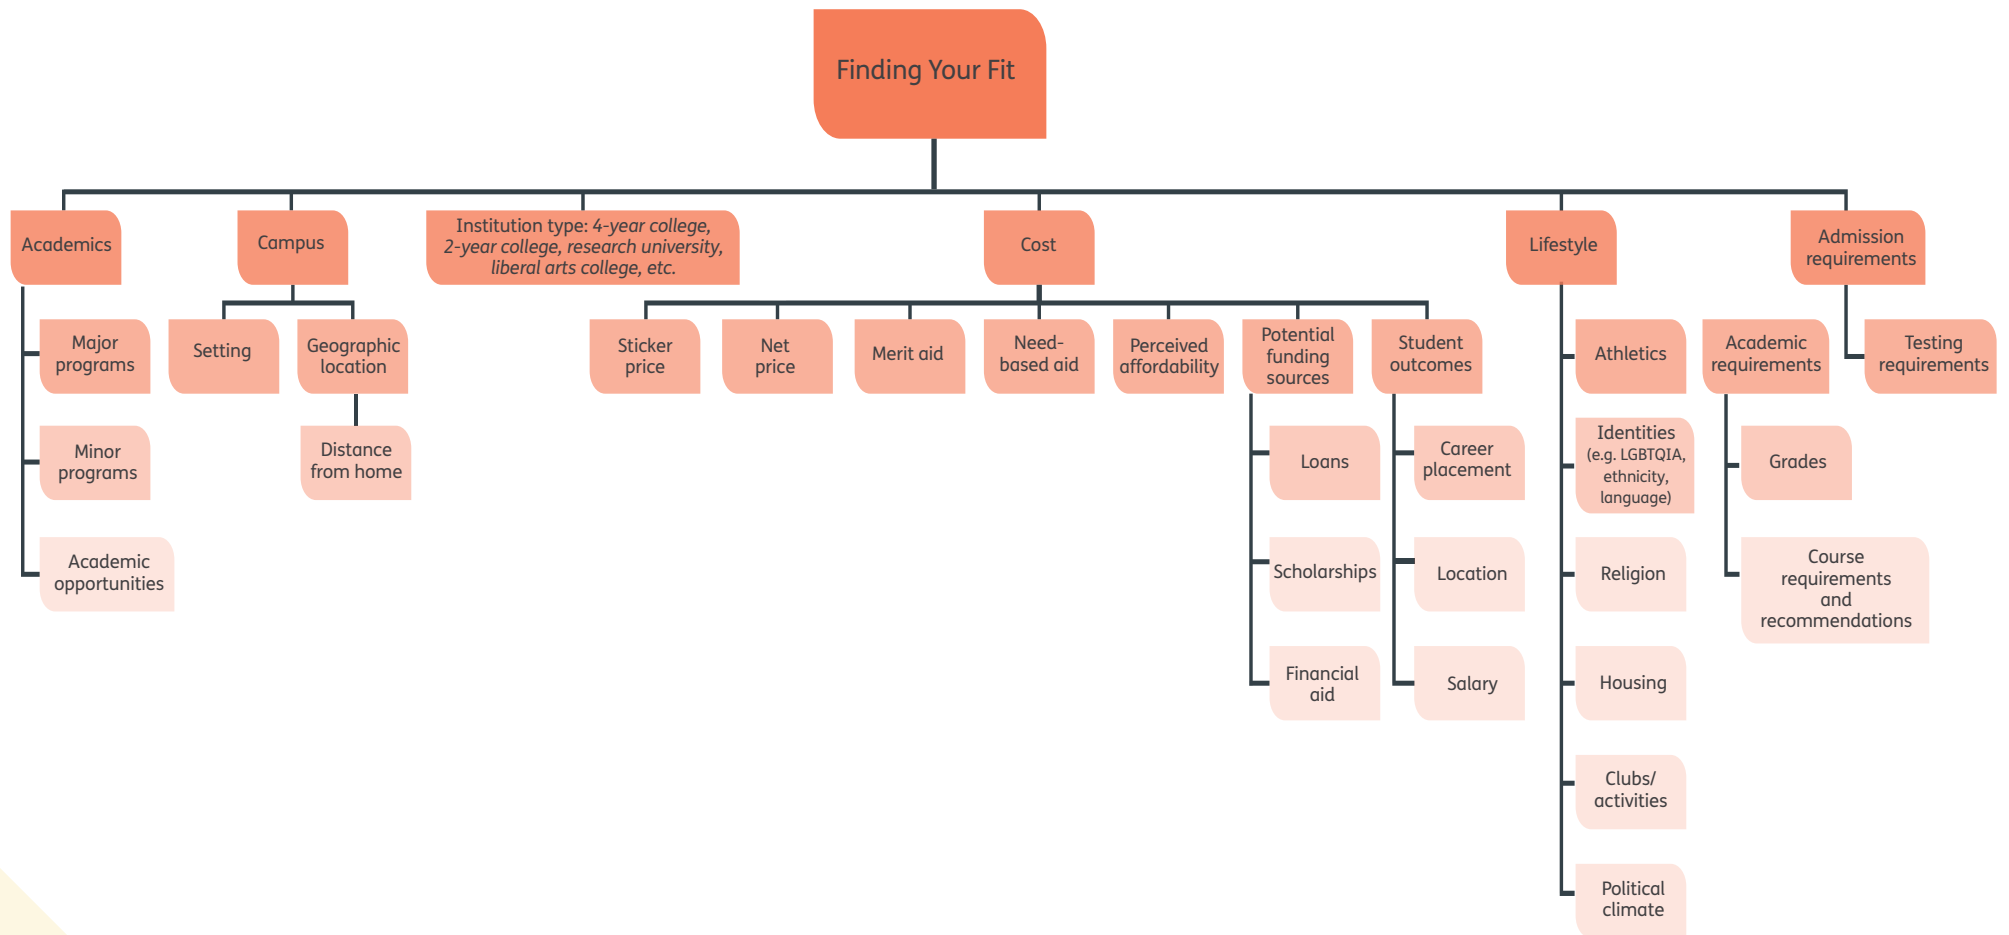 Finding Your Fit
Academics
Campus
Institution type: 4-year college,
2-year college, research university,
liberal arts college, etc.
Cost
Lifestyle
Admission
requirements
Major
programs
Minor
programs
Academic
opportunities
Setting
Geographic
location
Distance
from home
Sticker
price
Net
price
Merit aid
Need-
based aid
Perceived
affordability
Potential
funding
sources
Loans
Scholarships
Financial
aid
Student
outcomes
Career
placement
Location
Salary
Athletics
Identities
(e.g. LGBTQIA,
ethnicity,
language)
Religion
Housing
Clubs/
activities
Political
climate
Academic
requirements
Grades
Course
requirements
and
recommendations
Testing
requirements